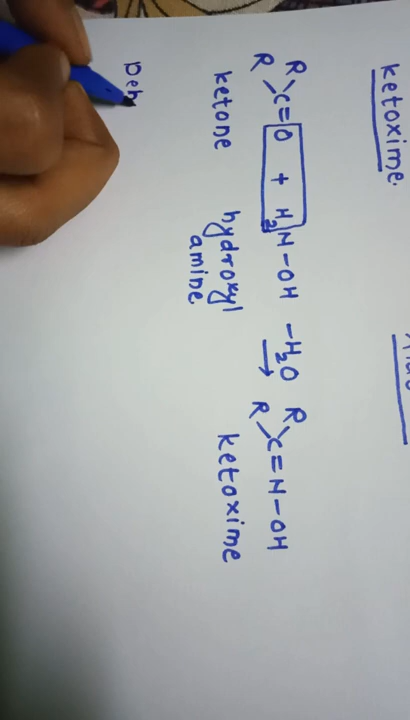 ketoxime.
R
R
C=O + H2N-OH -H2O → R
R
C=N-OH
ketone hydroxyl ketoxime
amine.
Deh